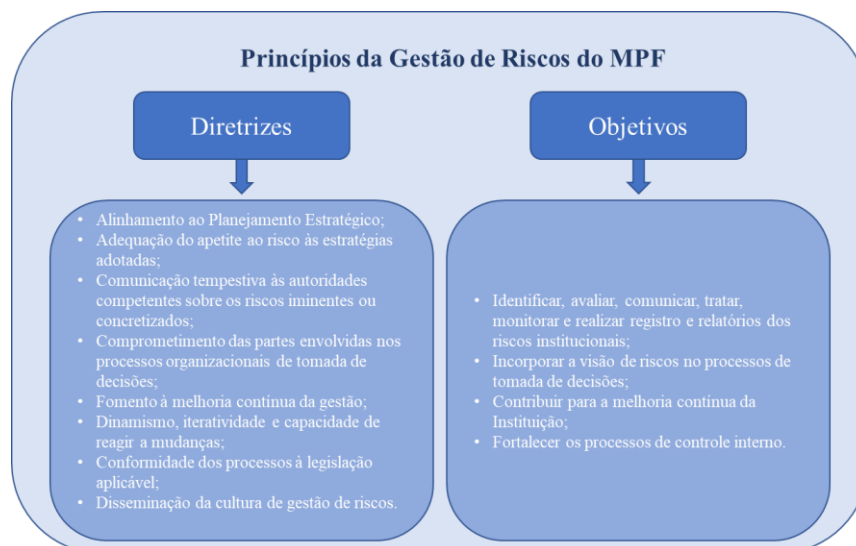 Princípios da Gestão de Riscos do MPF
Diretrizes
• Alinhamento ao Planejamento Estratégico;
• Adequação do apetite ao risco às estratégias
adotadas;
• Comunicação tempestiva às autoridades
competentes sobre os riscos iminentes ou
concretizados;
• Comprometimento das partes envolvidas nos
processos organizacionais de tomada de
decisões;
• Fomento à melhoria contínua da gestão;
• Dinamismo, iteratividade e capacidade de
reagir a mudanças;
• Conformidade dos processos à legislação
aplicável;
• Disseminação da cultura de gestão de riscos.
Objetivos
• Identificar, avaliar, comunicar, tratar,
monitorar e realizar registro e relatórios dos
riscos institucionais;
• Incorporar a visão de riscos no processos de
tomada de decisões;
• Contribuir para a melhoria contínua da
Instituição;
• Fortalecer os processos de controle interno.